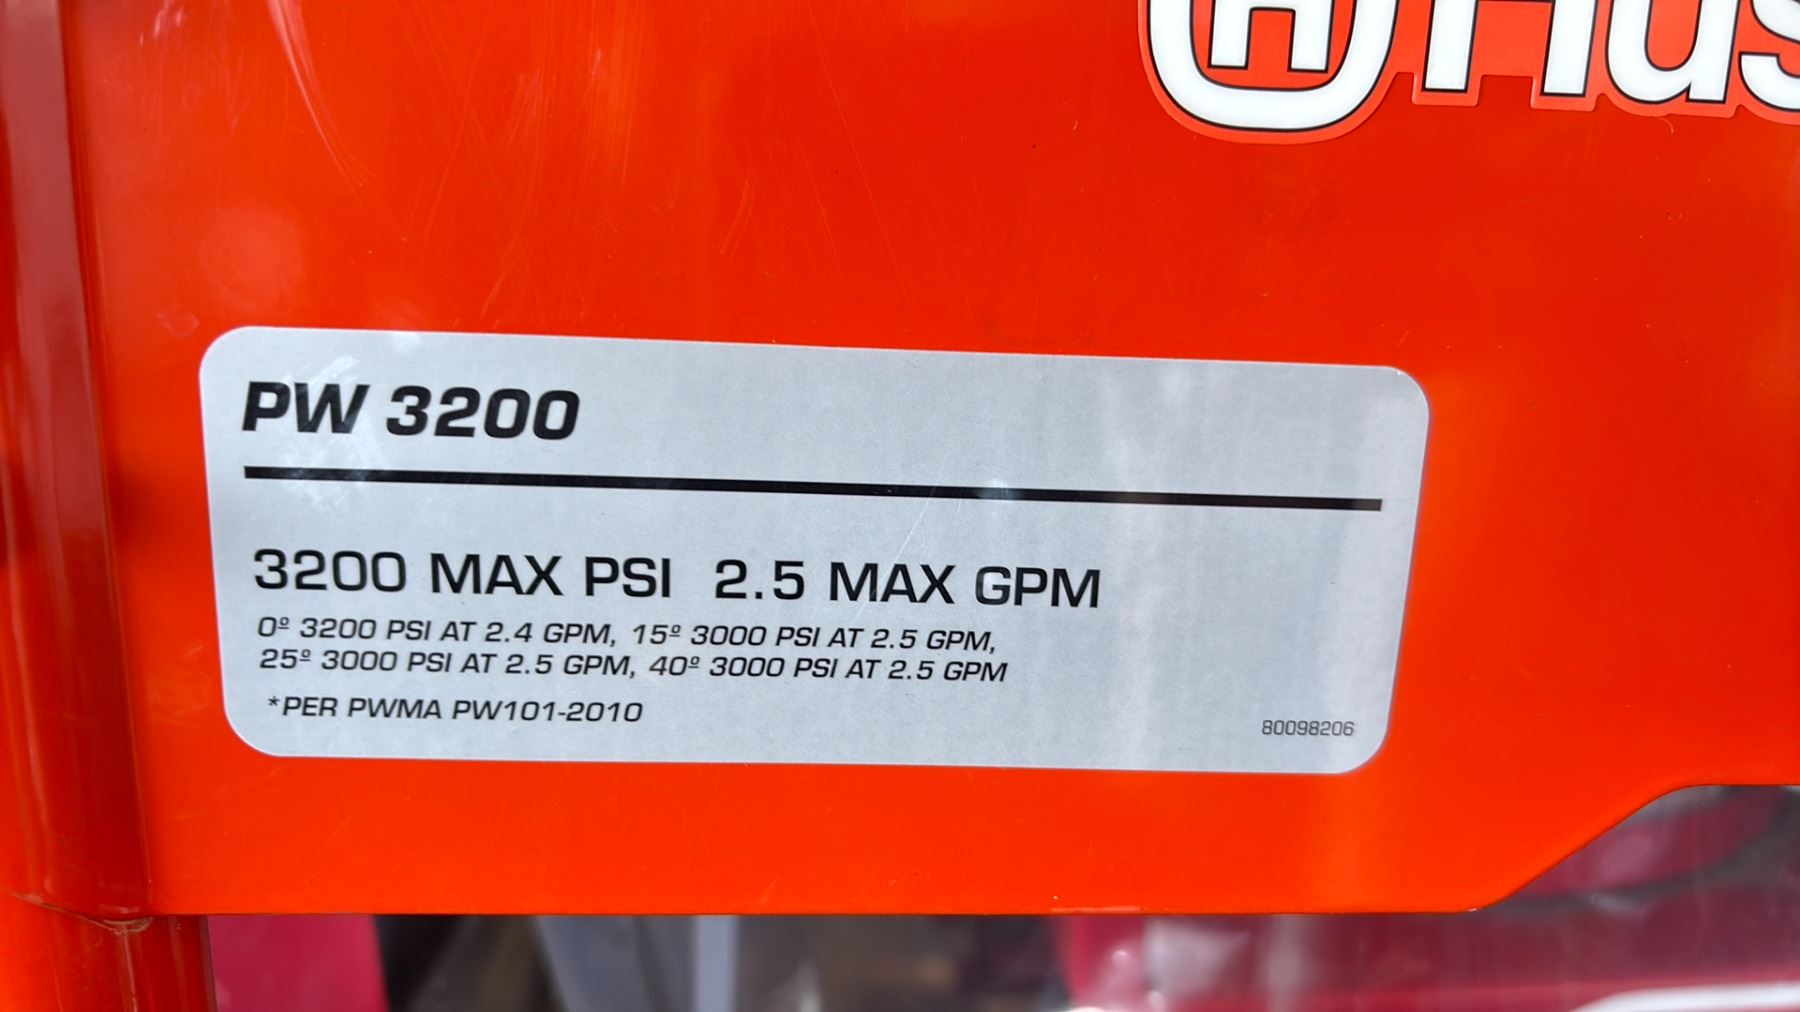 Hus
PW 3200
3200 MAX PSI 2.5 MAX GPM
0º 3200 PSI AT 2.4 GPM, 15º 3000 PSI AT 2.5 GPM,
25º 3000 PSI AT 2.5 GPM, 40º 3000 PSI AT 2.5 GPM
*PER PWMA PW101-2010
80098206